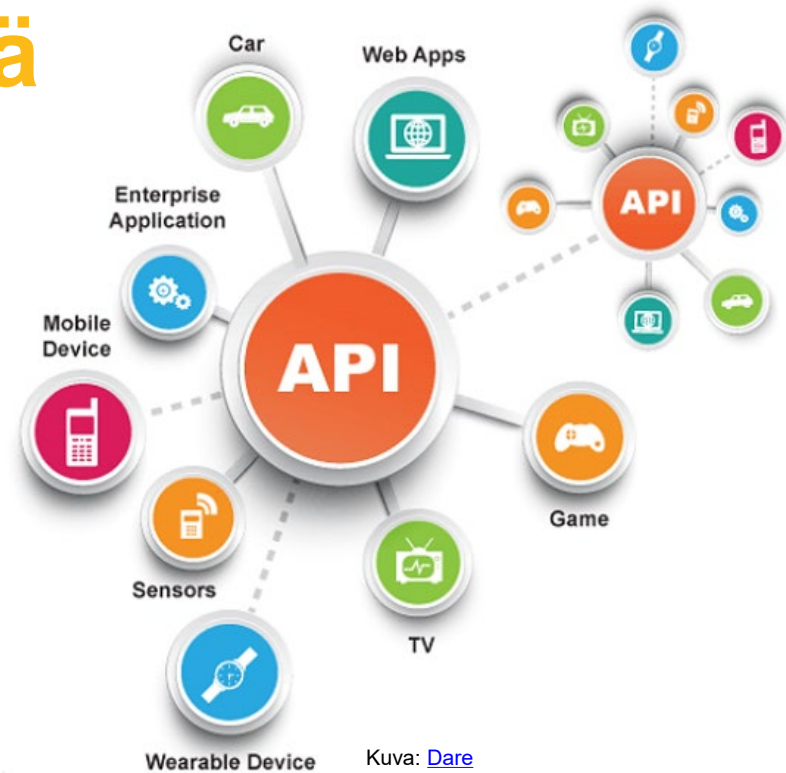 ä
Car
Web Apps
API
Enterprise
Application
Mobile
Device
API
Game
Sensors
TV
Wearable Device
Kuva: Dare